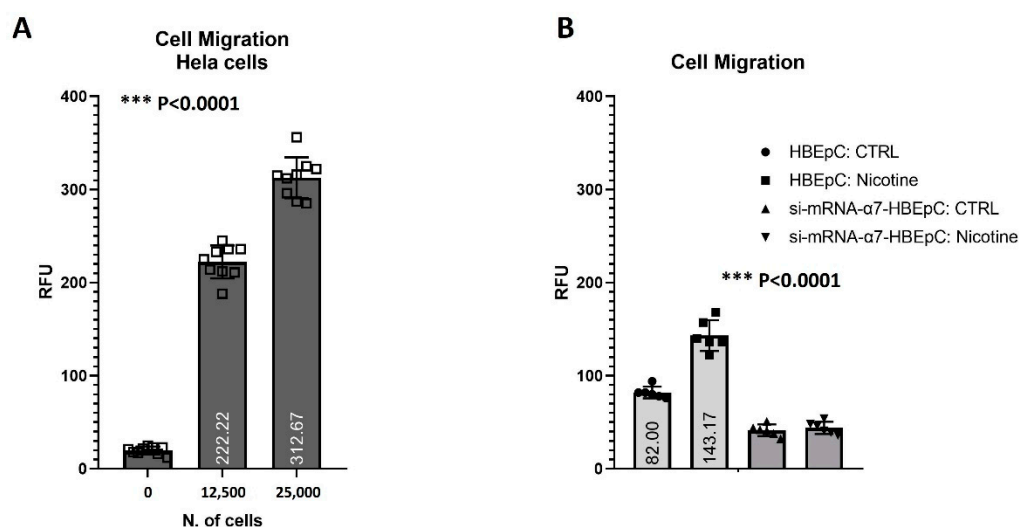 A
Cell Migration
Hela cells
*** P<0.0001
400
300
200
100
0
RFU
222.22
312.67
0
12,500
25,000
N. of cells
B
Cell Migration
400
300
200
100
0
RFU
HBEpC: CTRL
HBEpC: Nicotine
si-mRNA-α7-HBEpC: CTRL
si-mRNA-α7-HBEpC: Nicotine
*** P<0.0001
82.00
143.17